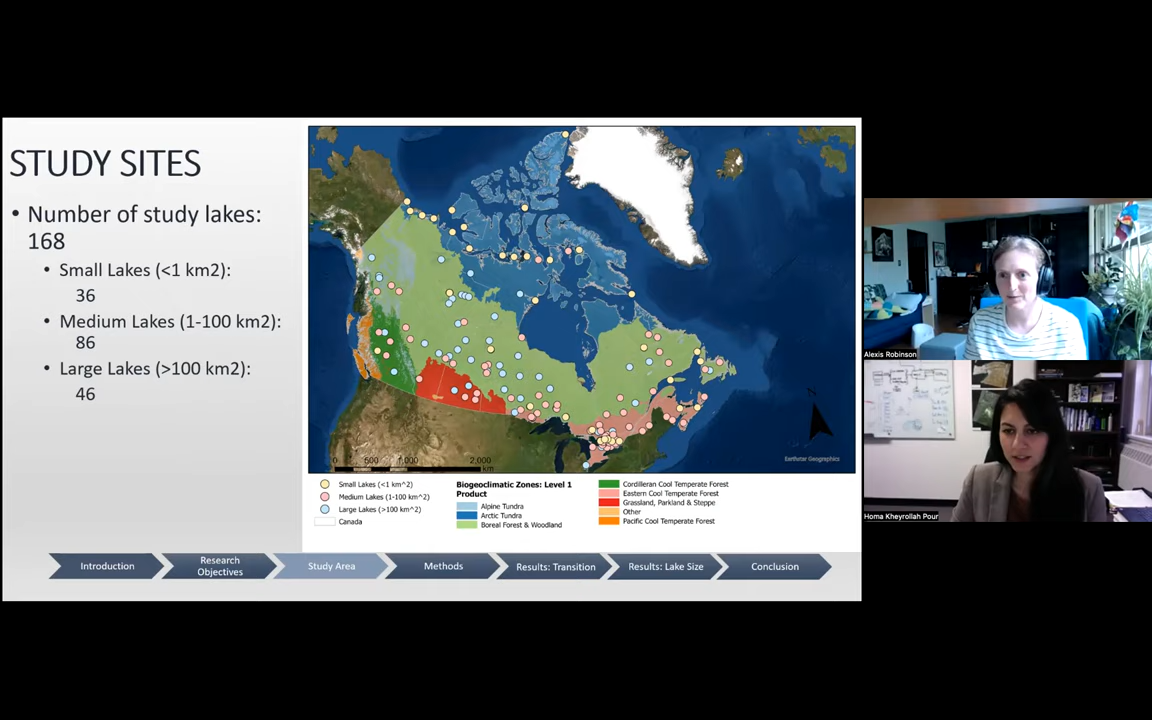 STUDY SITES
• Number of study lakes:
168
• Small Lakes (<1 km2):
36
• Medium Lakes (1-100 km2):
86
• Large Lakes (>100 km2):
46
N
0 500 1,000 2,000
km
Earthstar Geographics
Small Lakes (<1 km^2)
Medium Lakes (1-100 km^2)
Large Lakes (>100 km^2)
Canada
Biogeoclimatic Zones: Level 1
Product
Alpine Tundra
Arctic Tundra
Boreal Forest & Woodland
Cordilleran Cool Temperate Forest
Eastern Cool Temperate Forest
Grassland, Parkland & Steppe
Other
Pacific Cool Temperate Forest
Introduction
Research
Objectives
Study Area
Methods
Results: Transition
Results: Lake Size
Conclusion
Alexis Robinson
Homa Kheyrollah Pour